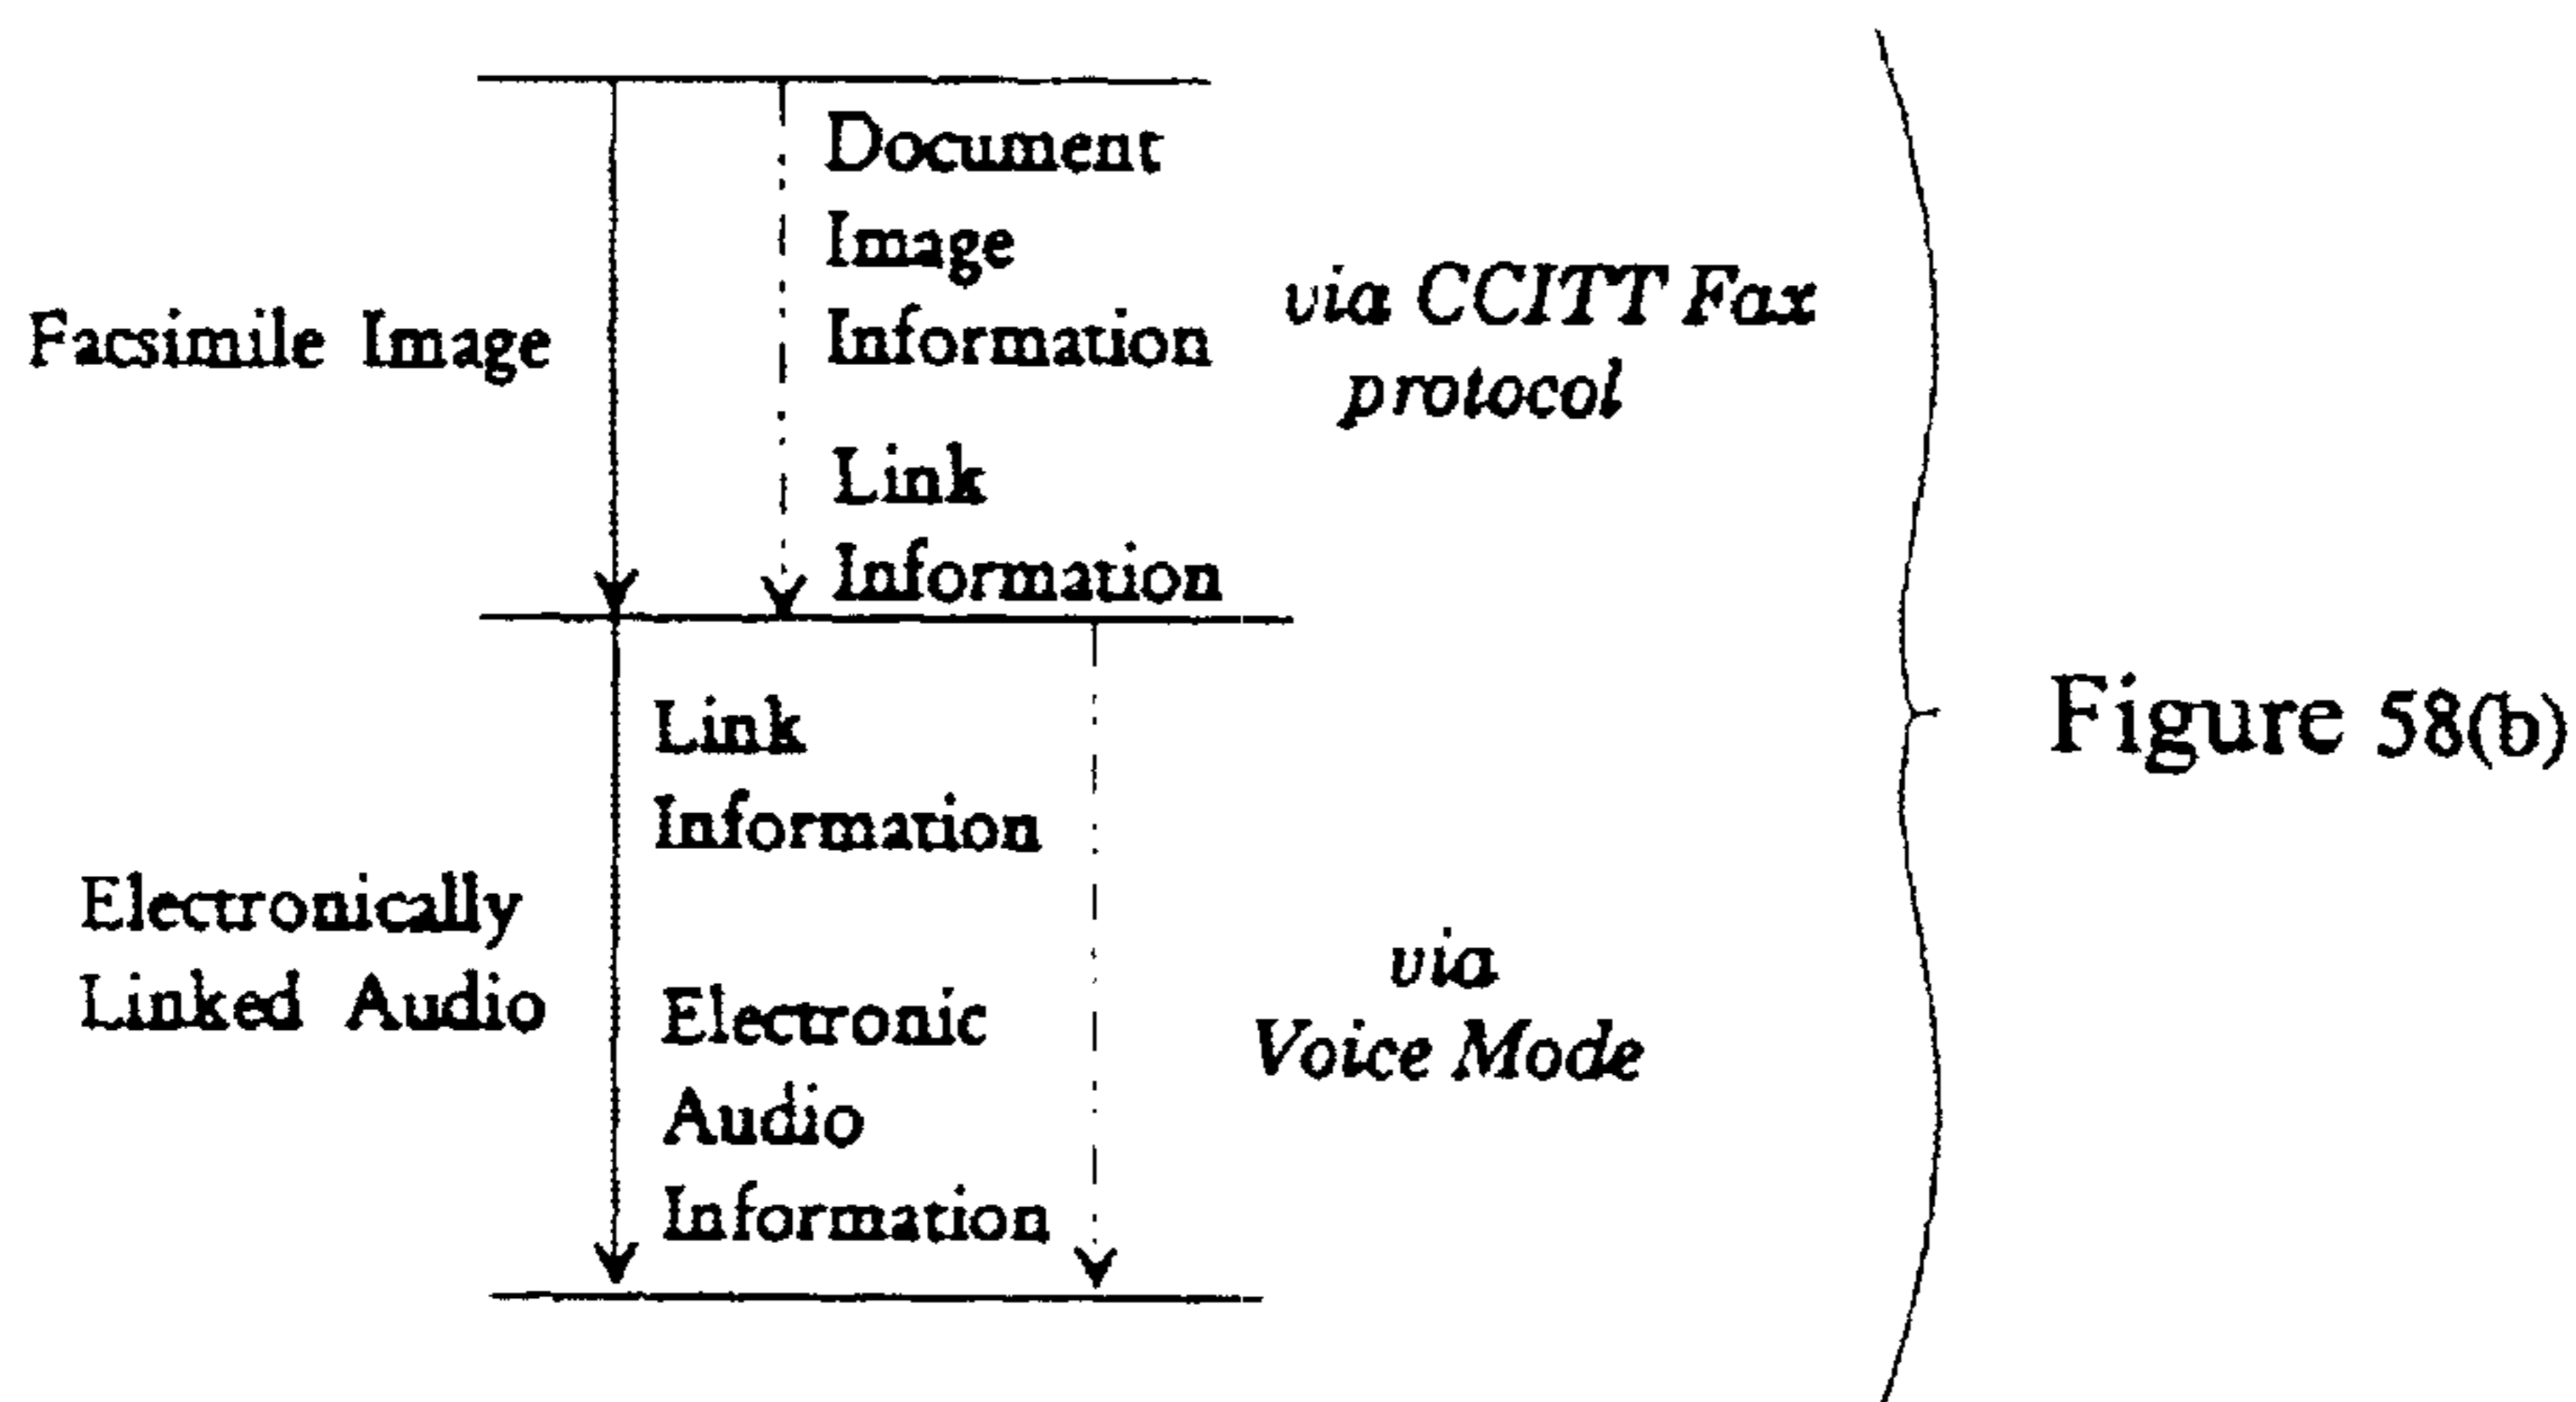 Facsimile Image
Document
Image
Information
Link
Information
via CCITT Fax
protocol
Electronically
Linked Audio
Link
Information
Electronic
Audio
Information
via
Voice Mode
Figure 58(b)